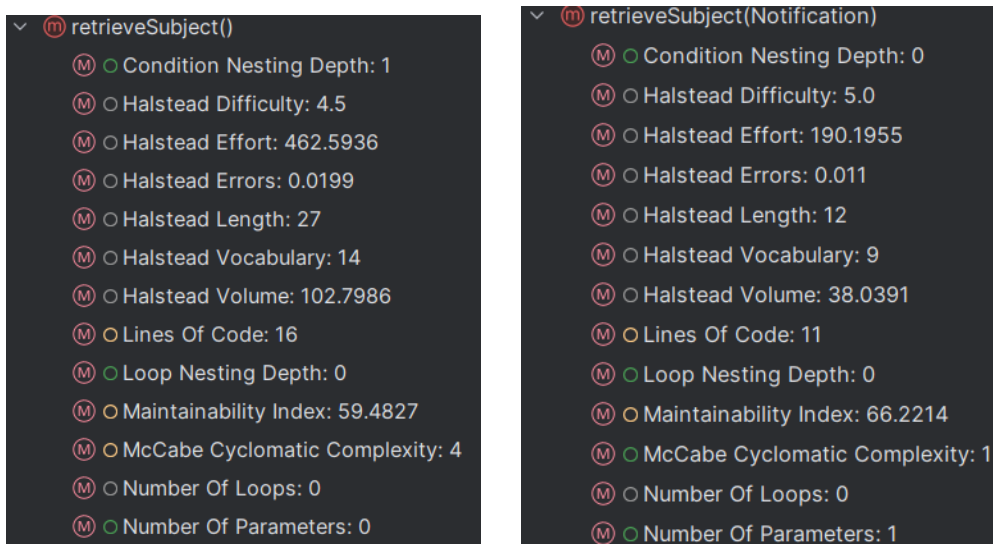 retrieveSubject()
Condition Nesting Depth: 1
Halstead Difficulty: 4.5
Halstead Effort: 462.5936
Halstead Errors: 0.0199
Halstead Length: 27
Halstead Vocabulary: 14
Halstead Volume: 102.7986
Lines Of Code: 16
Loop Nesting Depth: 0
Maintainability Index: 59.4827
McCabe Cyclomatic Complexity: 4
Number Of Loops: 0
Number Of Parameters: 0
retrieveSubject(Notification)
Condition Nesting Depth: 0
Halstead Difficulty: 5.0
Halstead Effort: 190.1955
Halstead Errors: 0.011
Halstead Length: 12
Halstead Vocabulary: 9
Halstead Volume: 38.0391
Lines Of Code: 11
Loop Nesting Depth: 0
Maintainability Index: 66.2214
McCabe Cyclomatic Complexity: 1
Number Of Loops: 0
Number Of Parameters: 1